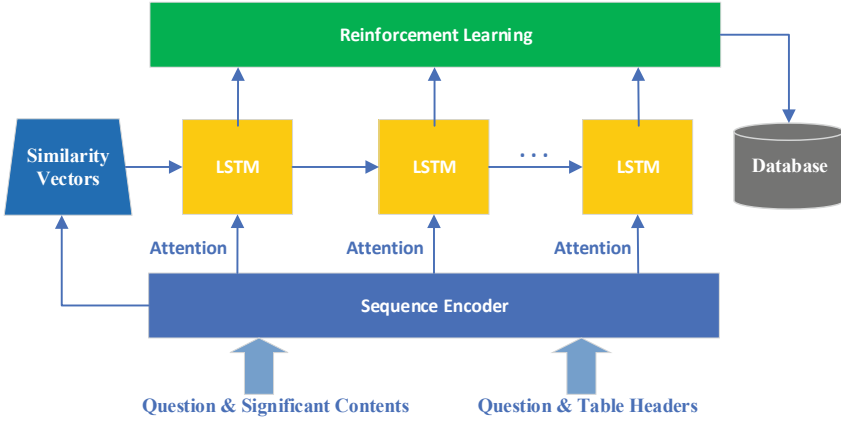 Reinforcement Learning
Similarity
Vectors
LSTM
LSTM
...
LSTM
Database
Attention
Attention
Attention
Sequence Encoder
Question & Significant Contents
Question & Table Headers